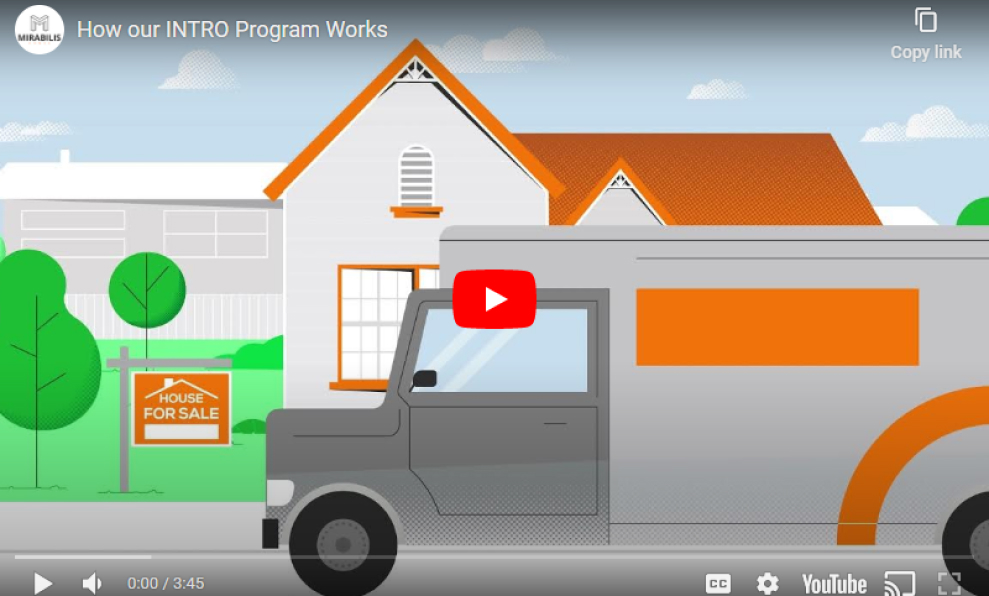 MIRABILIS
How our INTRO Program Works
Copy link
HOUSE
FOR SALE
0:00 / 3:45
CC
YouTube